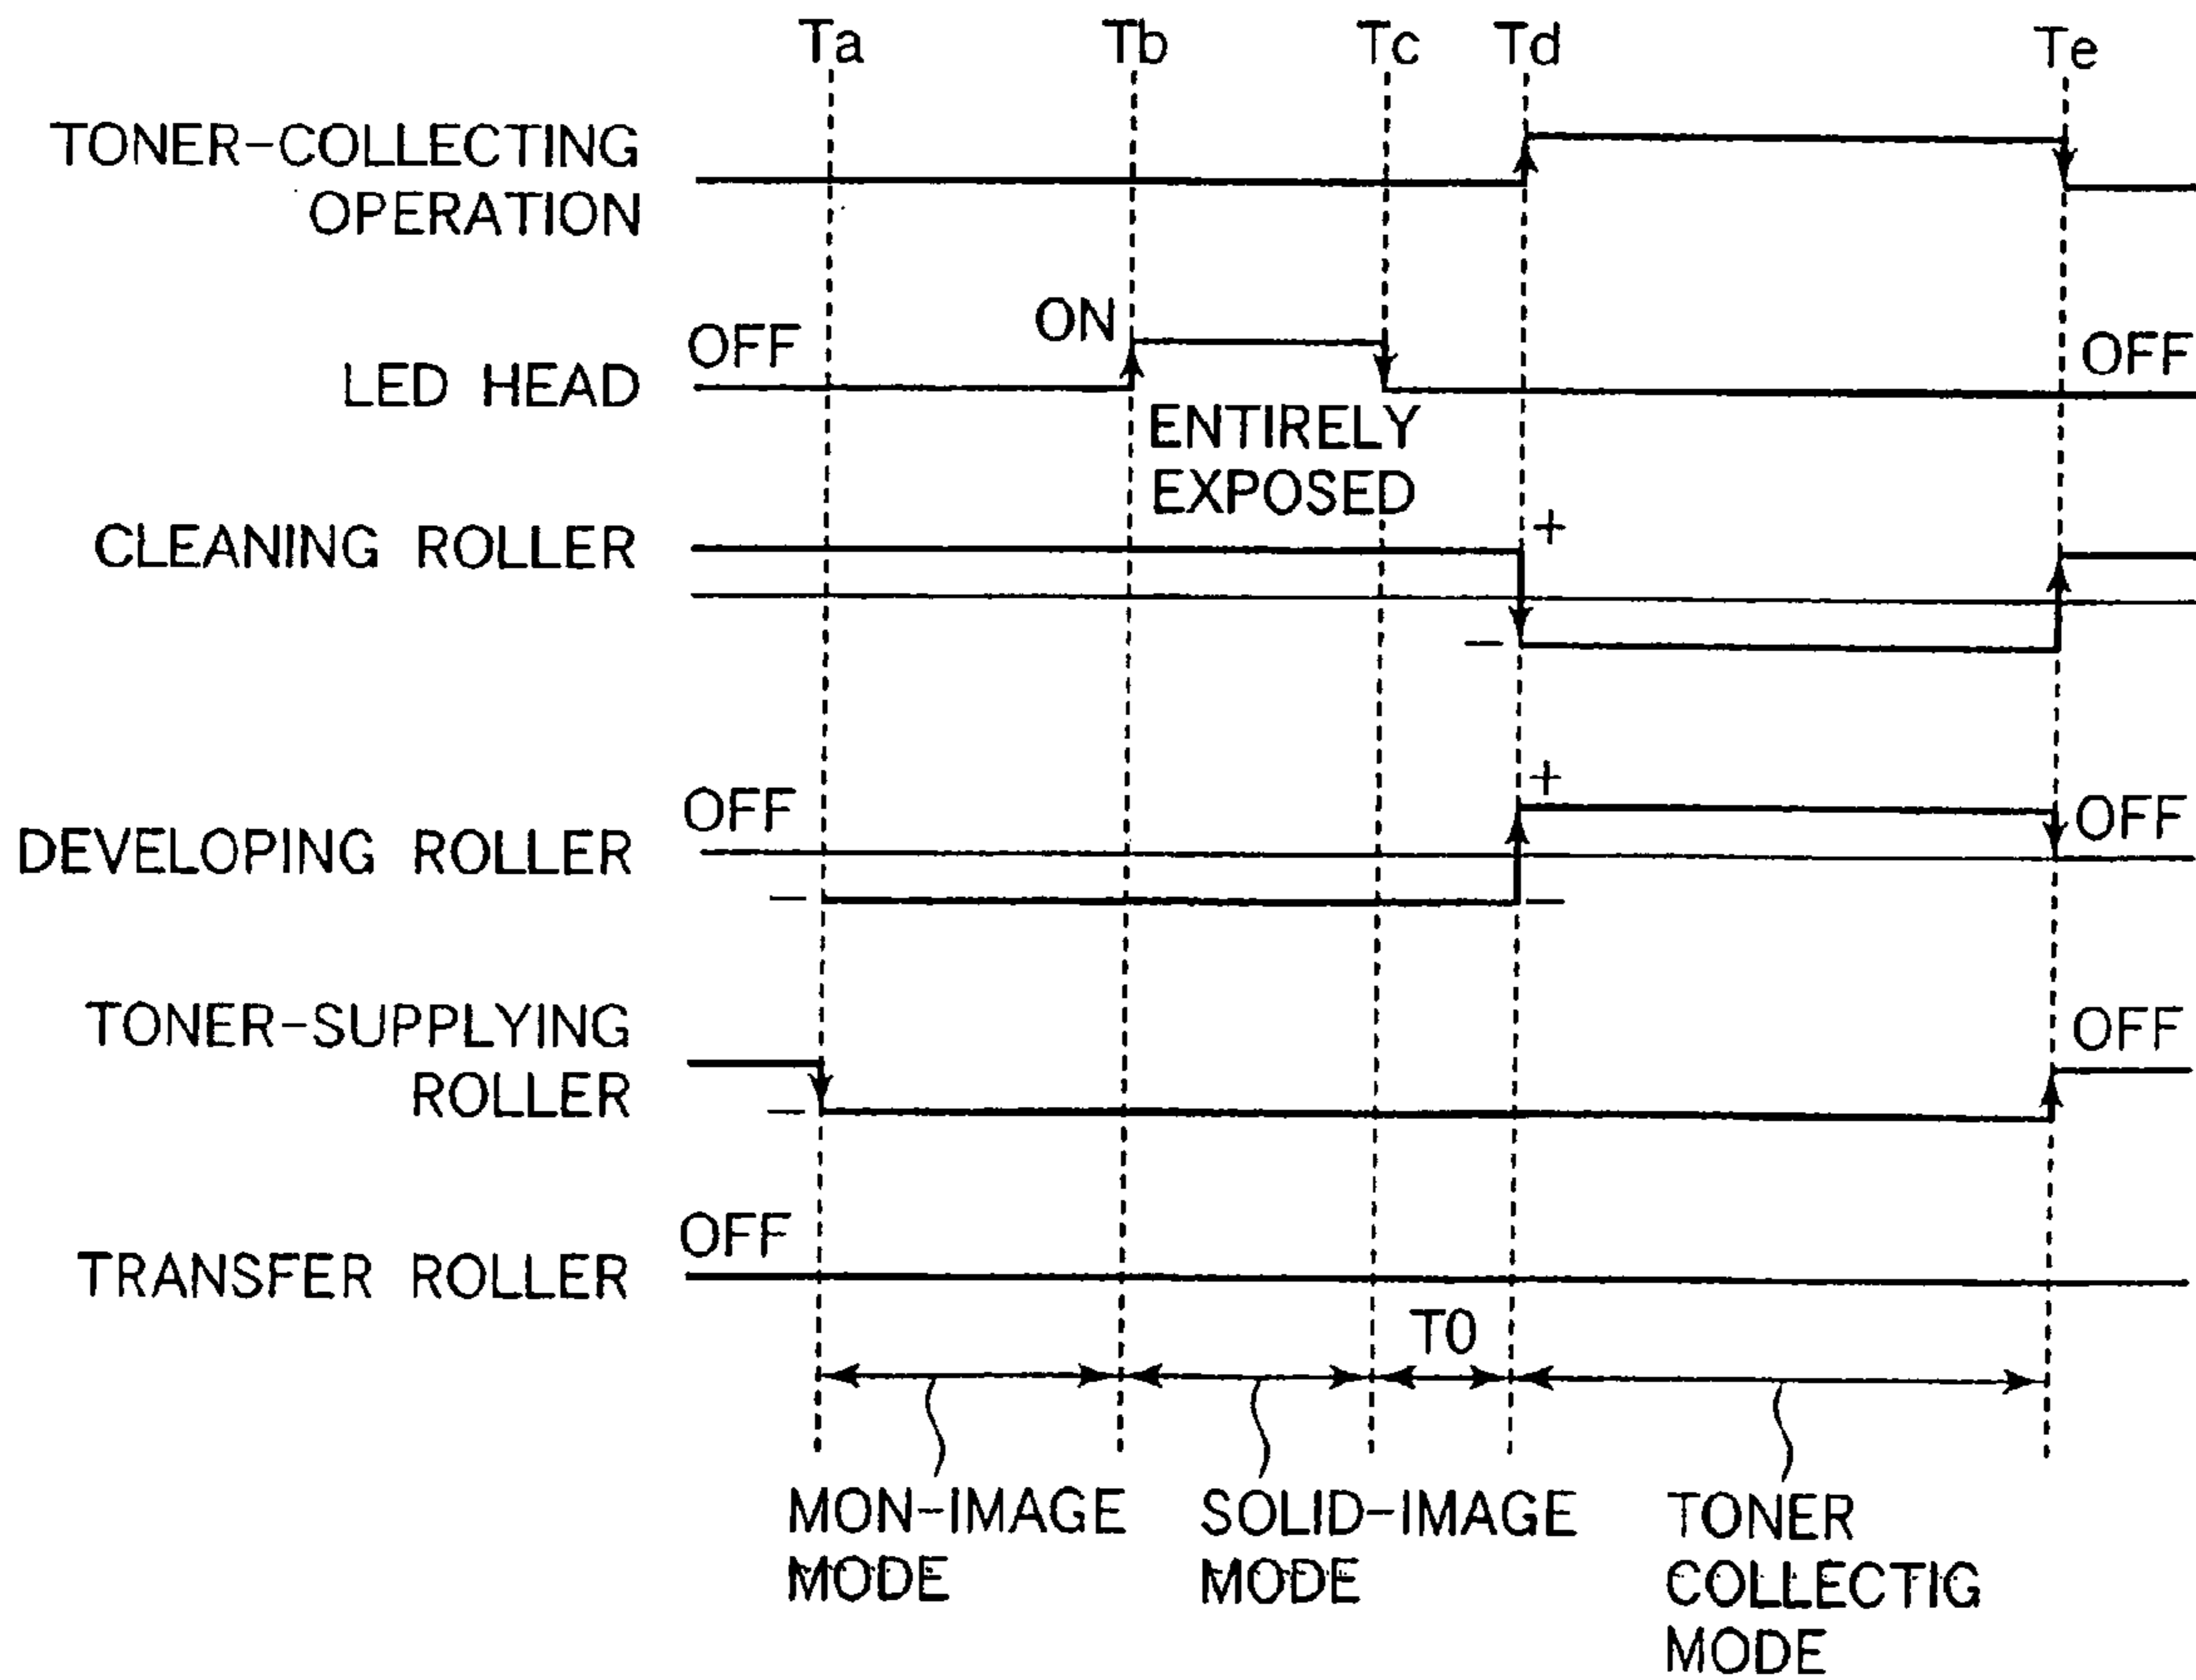 Ta Tb Tc Td Te
TONER-COLLECTING
OPERATION
OFF ON OFF
LED HEAD
ENTIRELY
EXPOSED
CLEANING ROLLER
+
−
OFF + OFF
DEVELOPING ROLLER
− −
TONER-SUPPLYING
ROLLER
OFF
−
OFF
TRANSFER ROLLER
T0
MON-IMAGE
MODE
SOLID-IMAGE
MODE
TONER
COLLECTIG
MODE